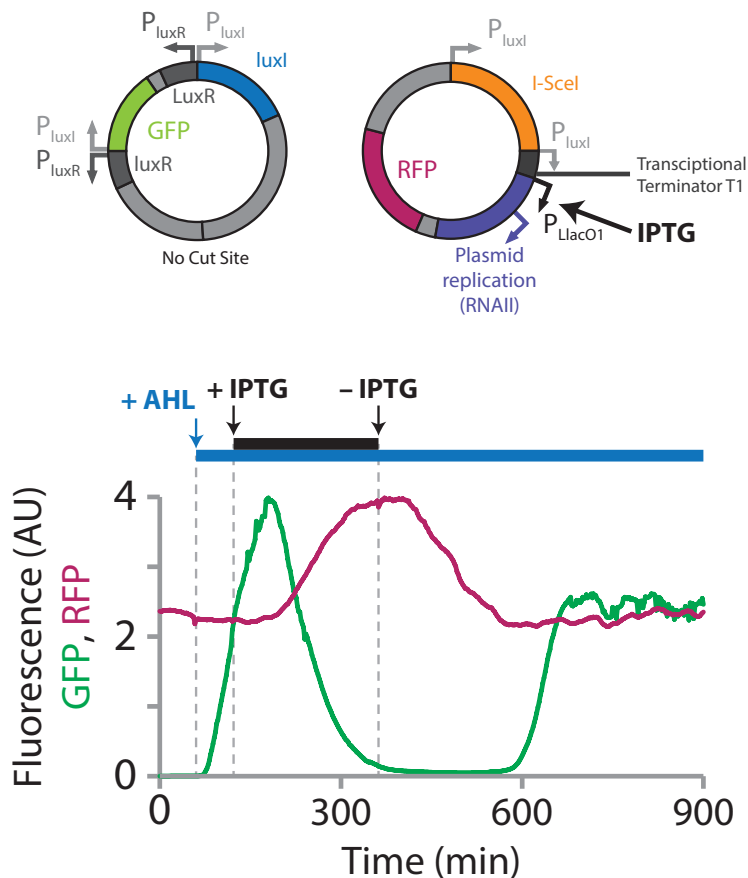 PluxR
PluxI
luxI
LuxR
GFP
PluxI
PluxR
luxR
No Cut Site
PluxI
I-SceI
PluxI
RFP
Transciptional
Terminator T1
PLlacO1
IPTG
Plasmid
replication
(RNAII)
+ AHL
+ IPTG
– IPTG
Fluorescence (AU)
GFP, RFP
4
2
0
0
300
600
900
Time (min)